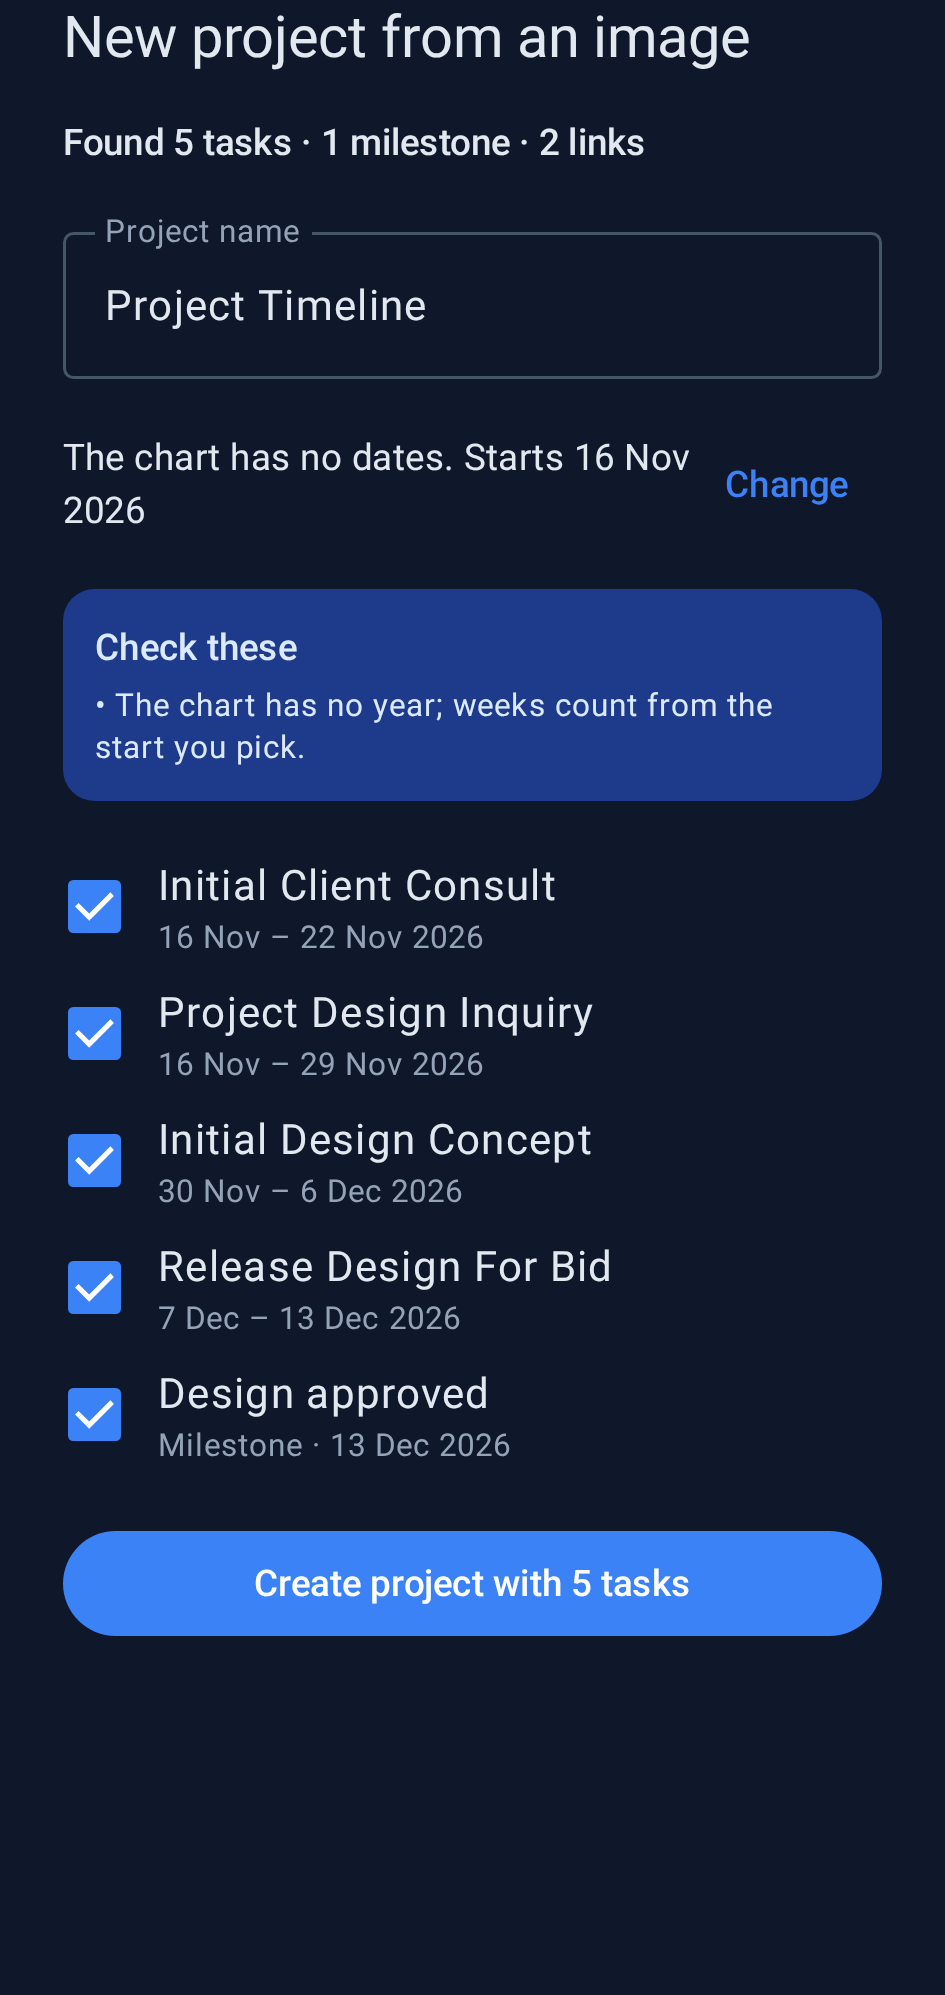 New project from an image
Found 5 tasks · 1 milestone · 2 links
Project name
Project Timeline
The chart has no dates. Starts 16 Nov
2026
Change
Check these
• The chart has no year; weeks count from the
start you pick.
Initial Client Consult
16 Nov – 22 Nov 2026
Project Design Inquiry
16 Nov – 29 Nov 2026
Initial Design Concept
30 Nov – 6 Dec 2026
Release Design For Bid
7 Dec – 13 Dec 2026
Design approved
Milestone · 13 Dec 2026
Create project with 5 tasks